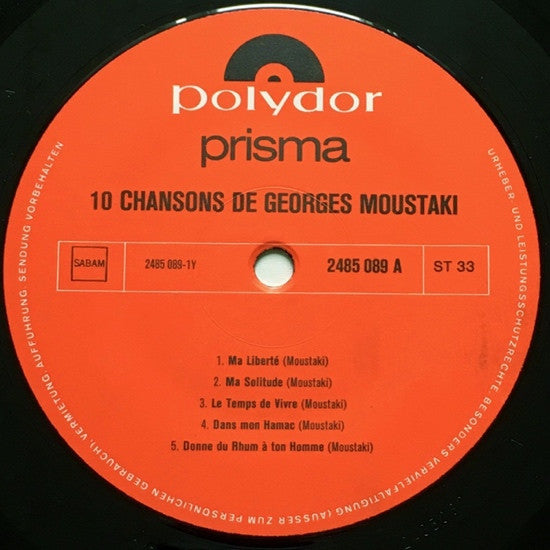 polydor
prisma
10 CHANSONS DE GEORGES MOUSTAKI
SABAM
2485 089-1Y
2485 089 A
ST 33
1. Ma Liberté (Moustaki)
2. Ma Solitude (Moustaki)
3. Le Temps de Vivre (Moustaki)
4. Dans mon Hamac (Moustaki)
5. Donne du Rhum à ton Homme (Moustaki)
URHEBER- UND LEISTUNGSSCHUTZRECHTE, BESONDERS VERVIELFÄLTIGUNG (AUSSER ZUM PERSÖNLICHEN GEBRAUCH), VERMIETUNG, AUFFÜHRUNG, SENDUNG VORBEHALTEN